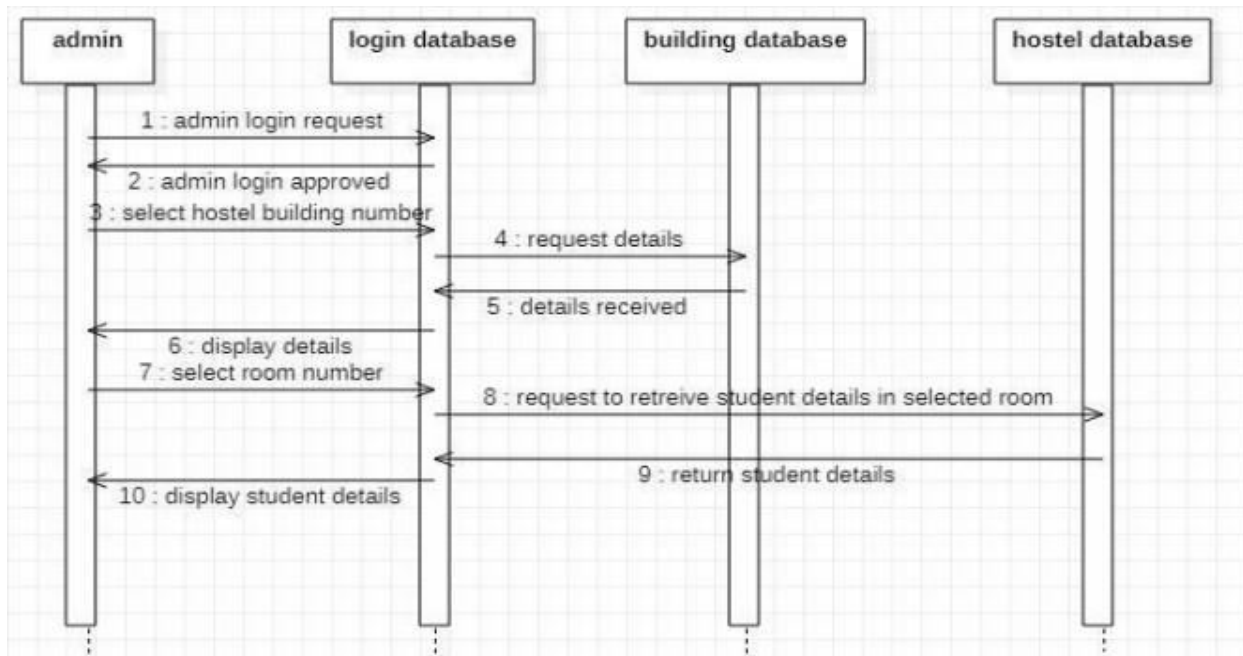 admin
login database
building database
hostel database
1 : admin login request
2 : admin login approved
3 : select hostel building number
4 : request details
5 : details received
6 : display details
7 : select room number
8 : request to retreive student details in selected room
9 : return student details
10 : display student details